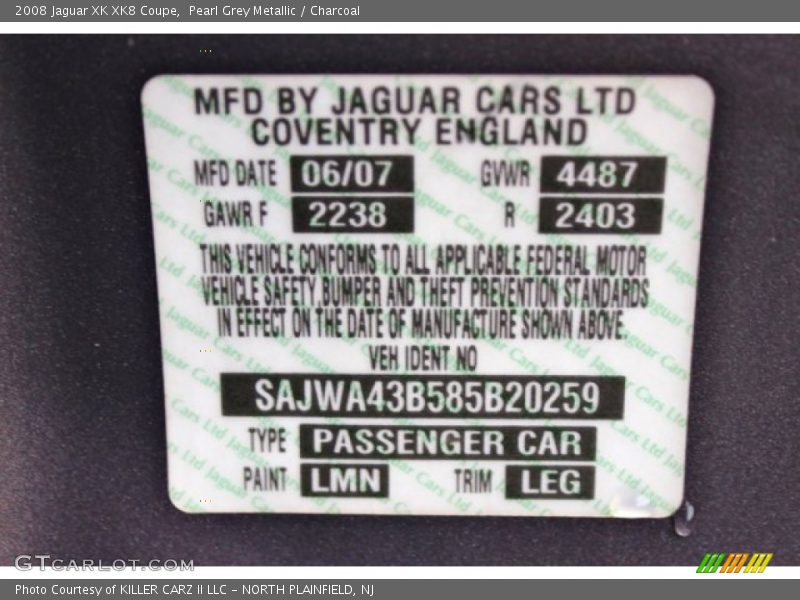 2008 Jaguar XK XK8 Coupe, Pearl Grey Metallic / Charcoal
MFD BY JAGUAR CARS LTD
COVENTRY ENGLAND
MFD DATE 06/07 GVWR 4487
GAWR F 2238 R 2403
THIS VEHICLE CONFORMS TO ALL APPLICABLE FEDERAL MOTOR
VEHICLE SAFETY,BUMPER AND THEFT PREVENTION STANDARDS
IN EFFECT ON THE DATE OF MANUFACTURE SHOWN ABOVE.
VEH IDENT NO
SAJWA43B585B20259
TYPE PASSENGER CAR
PAINT LMN TRIM LEG
GTCARLOT.COM
Photo Courtesy of KILLER CARZ II LLC - NORTH PLAINFIELD, NJ